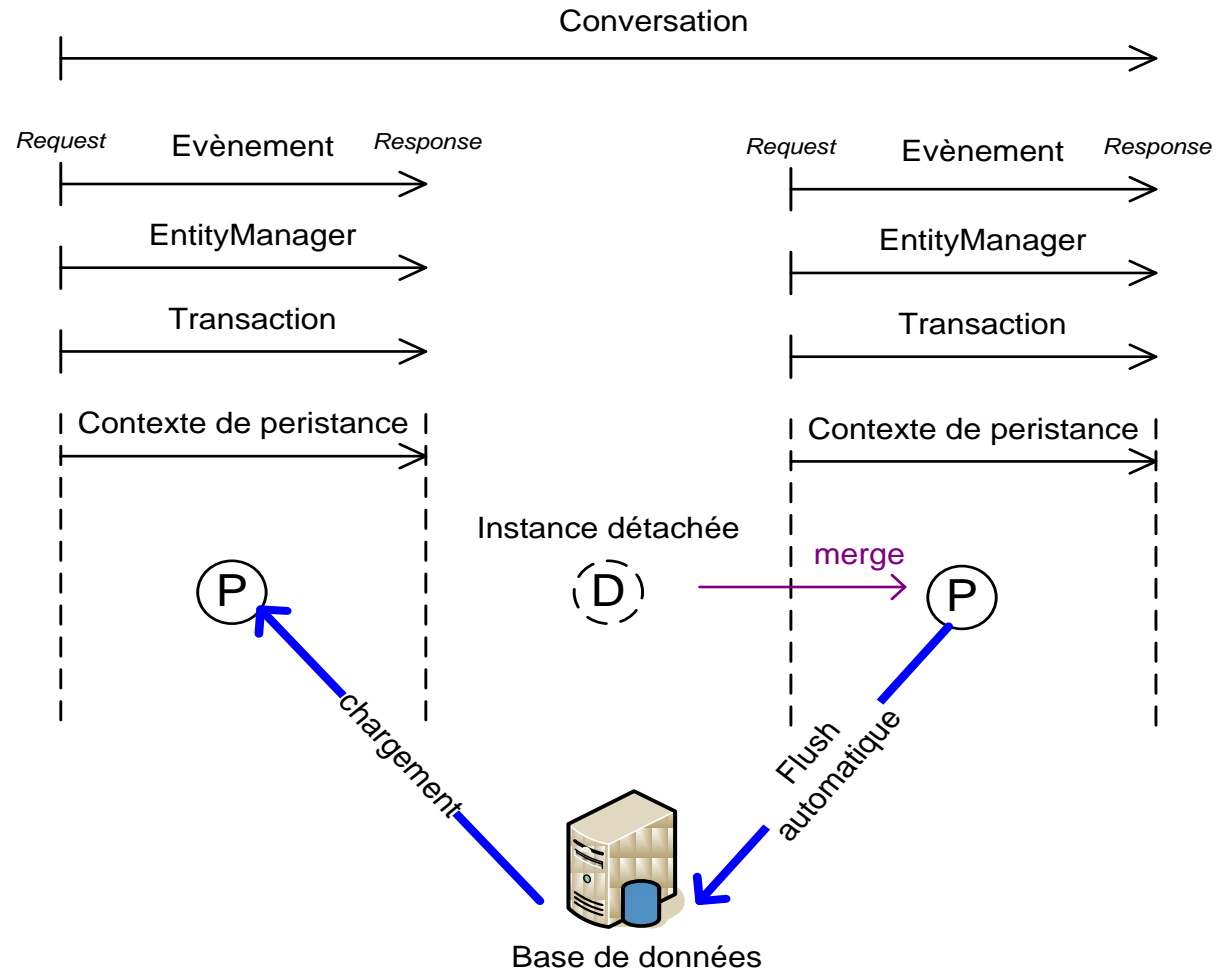 Conversation
Request Evènement Response
Request Evènement Response
EntityManager
EntityManager
Transaction
Transaction
Contexte de peristance
Contexte de peristance
Instance détachée
merge
P
D
P
chargement
Flush
automatique
Base de données